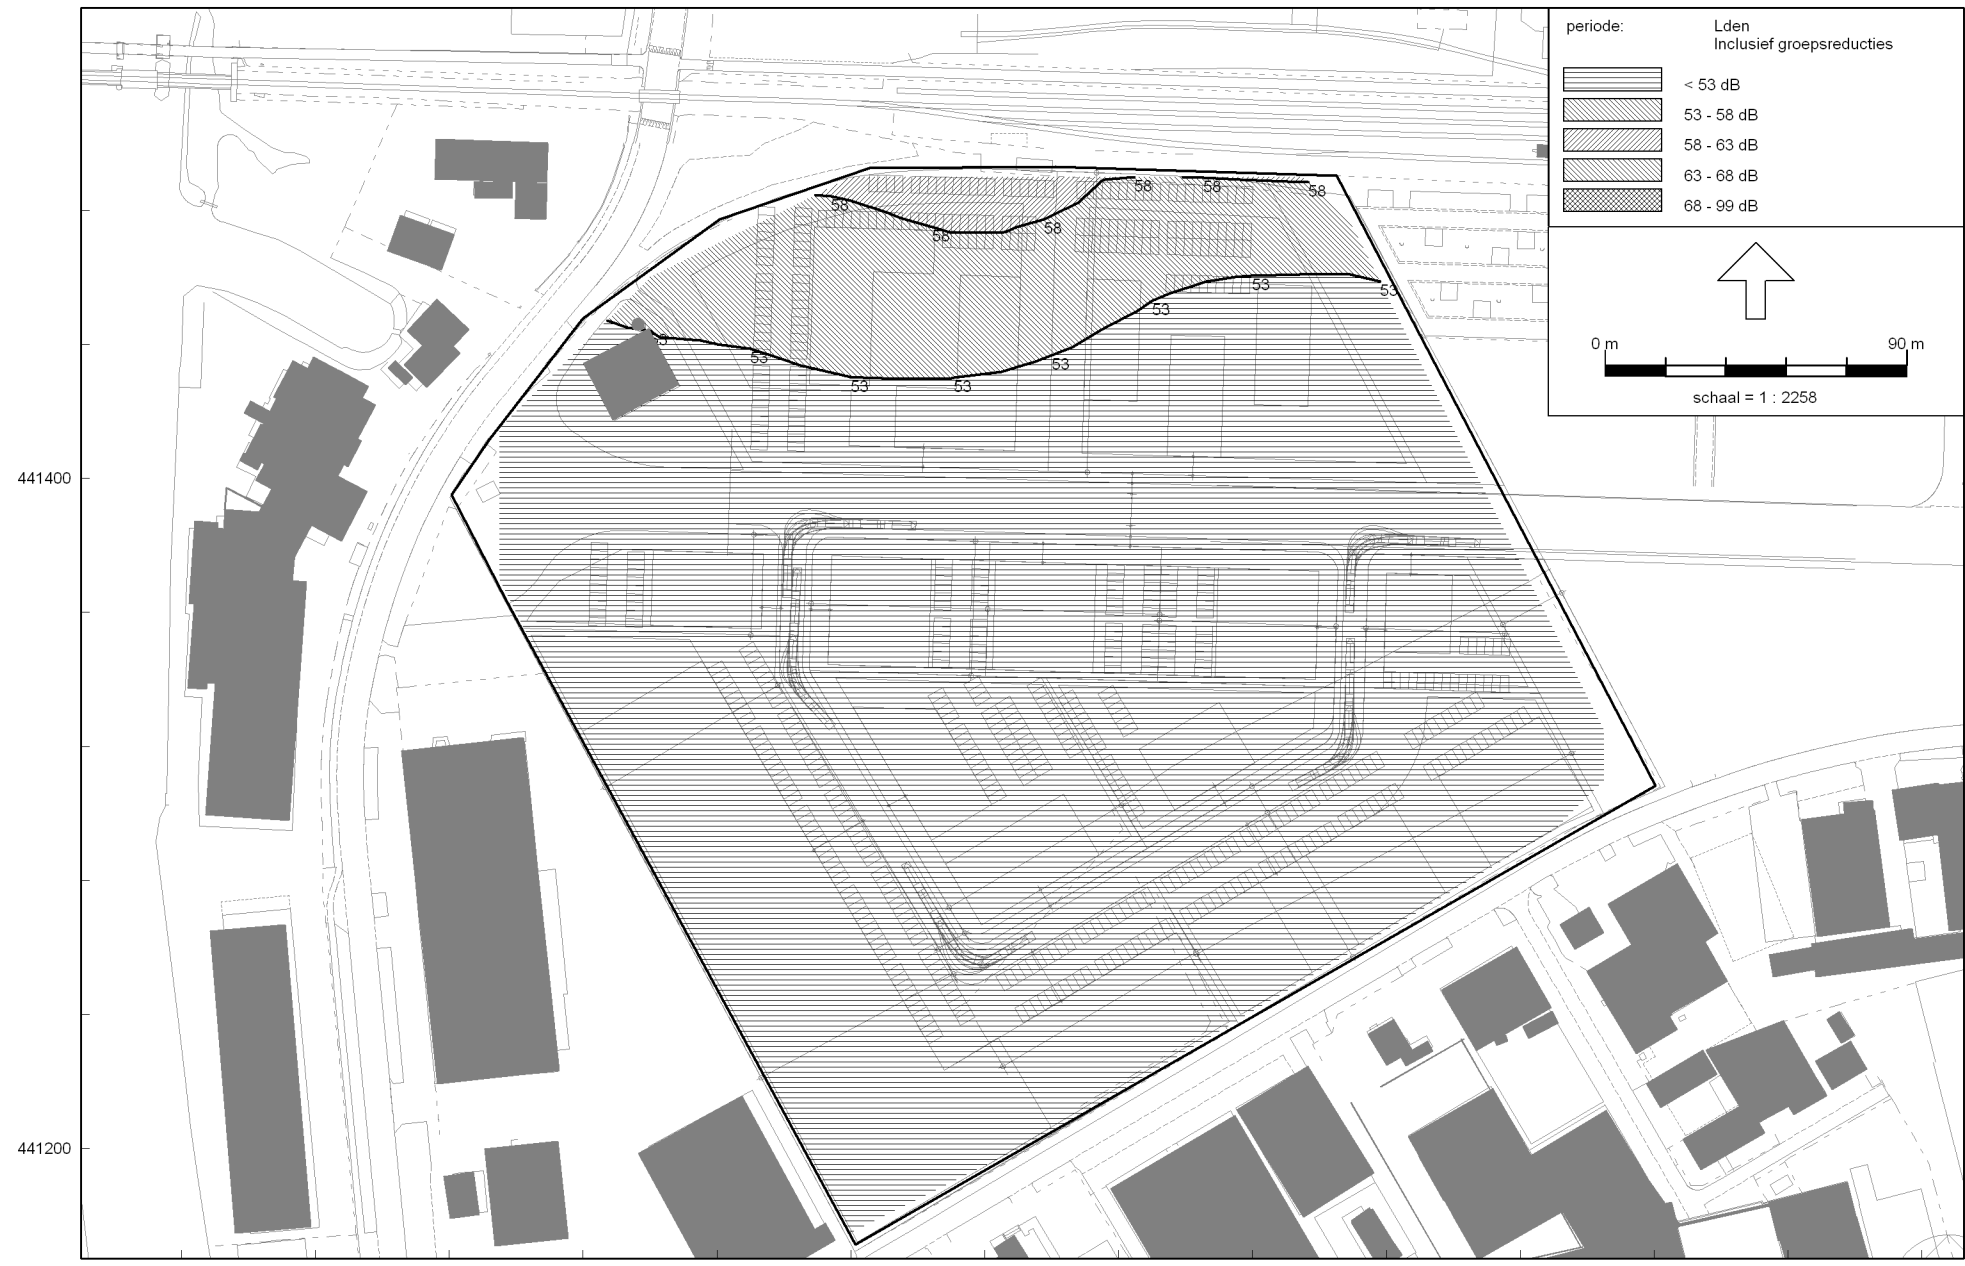 periode: Lden
Inclusief groepsreducties
< 53 dB
53 - 58 dB
58 - 63 dB
63 - 68 dB
68 - 99 dB
0 m 90 m
schaal = 1 : 2258
58 58 58
58
58
58
53 53
53
53
53
53
53 53
441400
441200